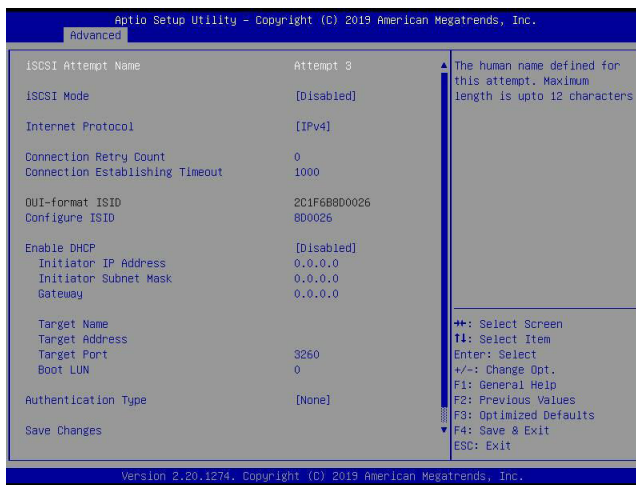 Aptio Setup Utility – Copyright (C) 2019 American Megatrends, Inc.
Advanced
iSCSI Attempt Name Attempt 3
iSCSI Mode [Disabled]
Internet Protocol [IPv4]
Connection Retry Count 0
Connection Establishing Timeout 1000
OUI-format ISID 2C1F6B8D0026
Configure ISID 8D0026
Enable DHCP [Disabled]
Initiator IP Address 0.0.0.0
Initiator Subnet Mask 0.0.0.0
Gateway 0.0.0.0
Target Name
Target Address
Target Port 3260
Boot LUN 0
Authentication Type [None]
Save Changes
The human name defined for
this attempt. Maximum
length is upto 12 characters
→←: Select Screen
↑↓: Select Item
Enter: Select
+/-: Change Opt.
F1: General Help
F2: Previous Values
F3: Optimized Defaults
F4: Save & Exit
ESC: Exit
Version 2.20.1274. Copyright (C) 2019 American Megatrends, Inc.